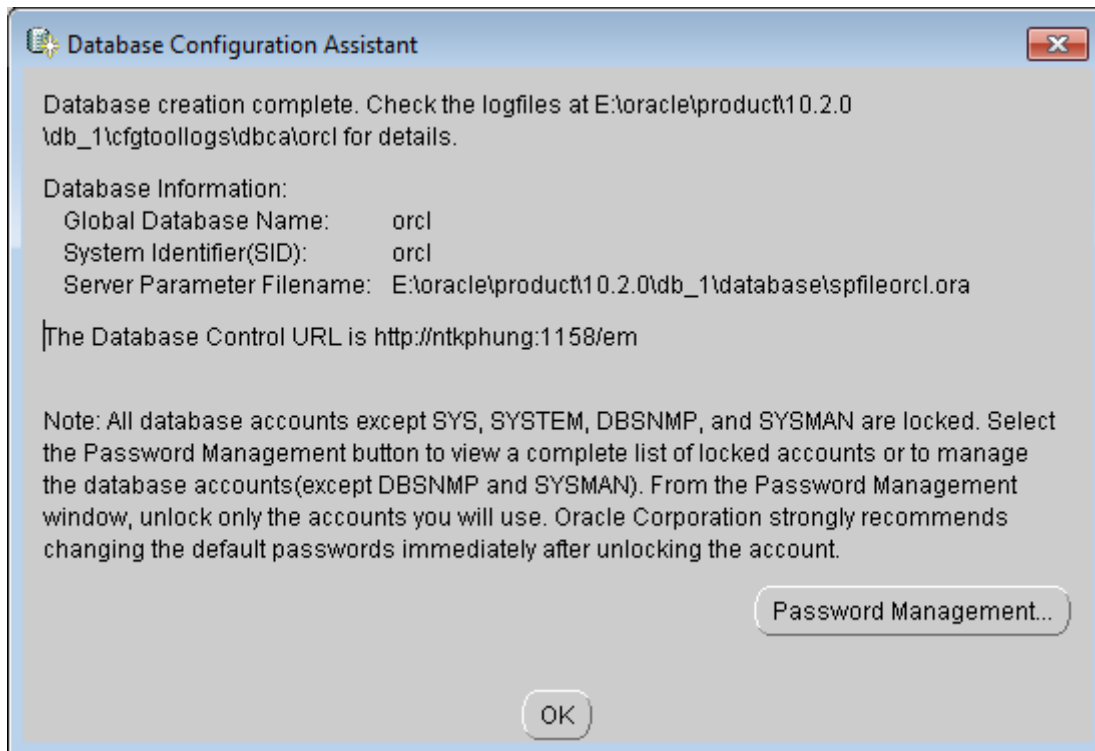 Database Configuration Assistant
Database creation complete. Check the logfiles at E:\oracle\product\10.2.0
\db_1\cfgtoollogs\dbca\orcl for details.
Database Information:
Global Database Name: orcl
System Identifier(SID): orcl
Server Parameter Filename: E:\oracle\product\10.2.0\db_1\database\spfileorcl.ora
The Database Control URL is http://ntkphung:1158/em
Note: All database accounts except SYS, SYSTEM, DBSNMP, and SYSMAN are locked. Select
the Password Management button to view a complete list of locked accounts or to manage
the database accounts(except DBSNMP and SYSMAN). From the Password Management
window, unlock only the accounts you will use. Oracle Corporation strongly recommends
changing the default passwords immediately after unlocking the account.
Password Management...
OK